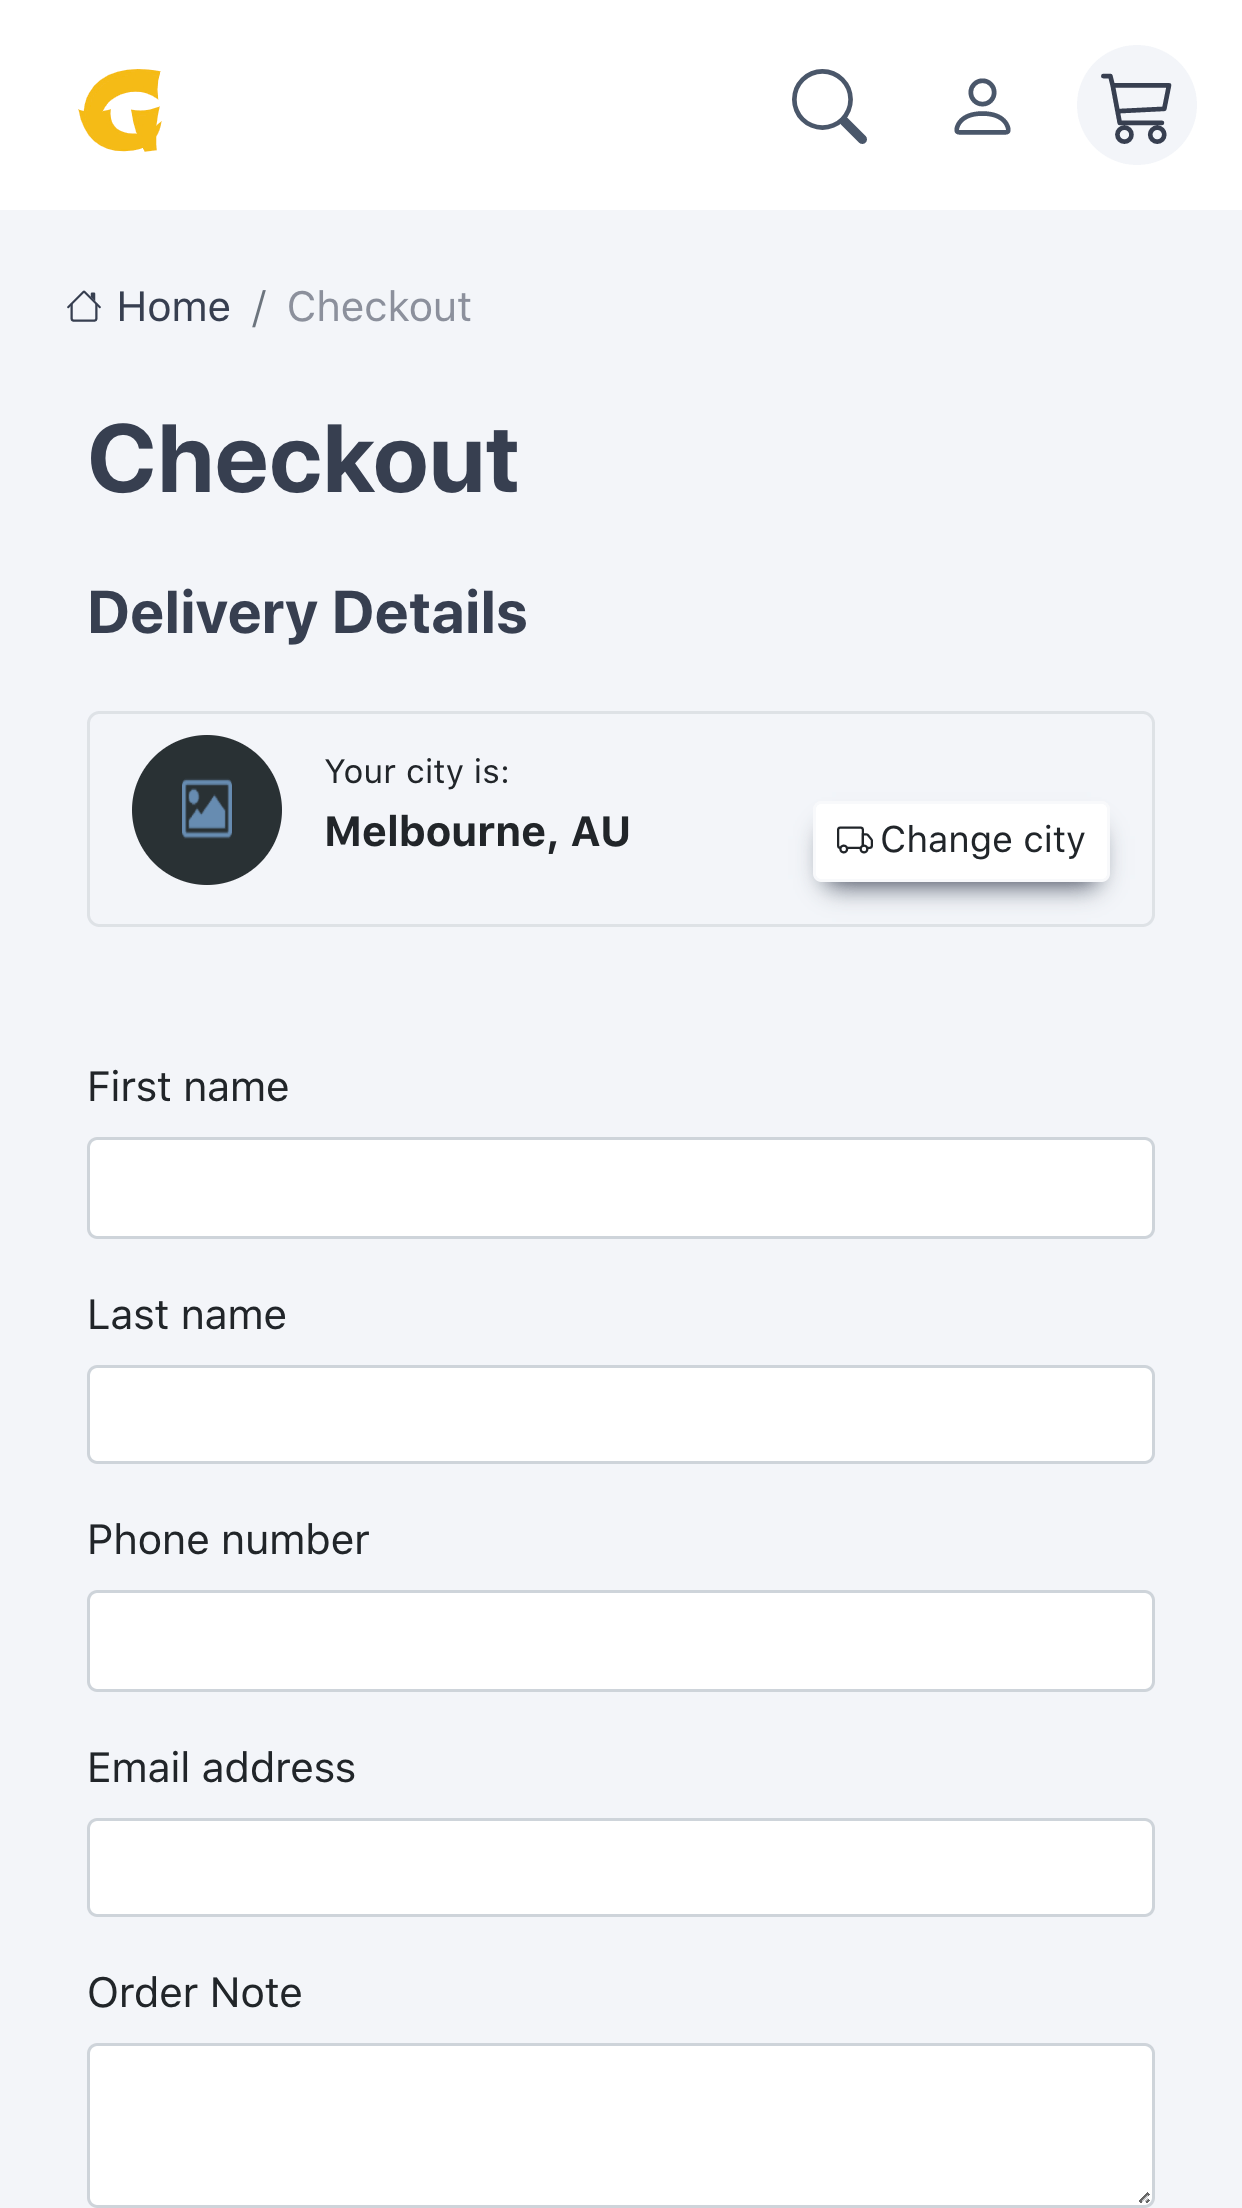 Home / Checkout
Checkout
Delivery Details
Your city is:
Melbourne, AU
Change city
First name
Last name
Phone number
Email address
Order Note